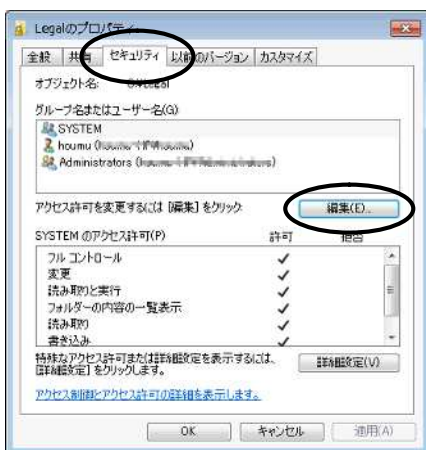 Legalのプロパティ
全般 共有 セキュリティ 以前のバージョン カスタマイズ
オブジェクト名:
グループ名またはユーザー名(G)
SYSTEM
houmu
Administrators
アクセス許可を変更するには [編集] をクリック
編集(E)...
SYSTEM のアクセス許可(P) 許可 拒否
フル コントロール
変更
読み取りと実行
フォルダーの内容の一覧表示
読み取り
書き込み
特殊なアクセス許可または詳細設定を表示するには、
[詳細設定] をクリックします。
詳細設定(V)
アクセス制御とアクセス許可の詳細を表示します。
OK キャンセル 適用(A)